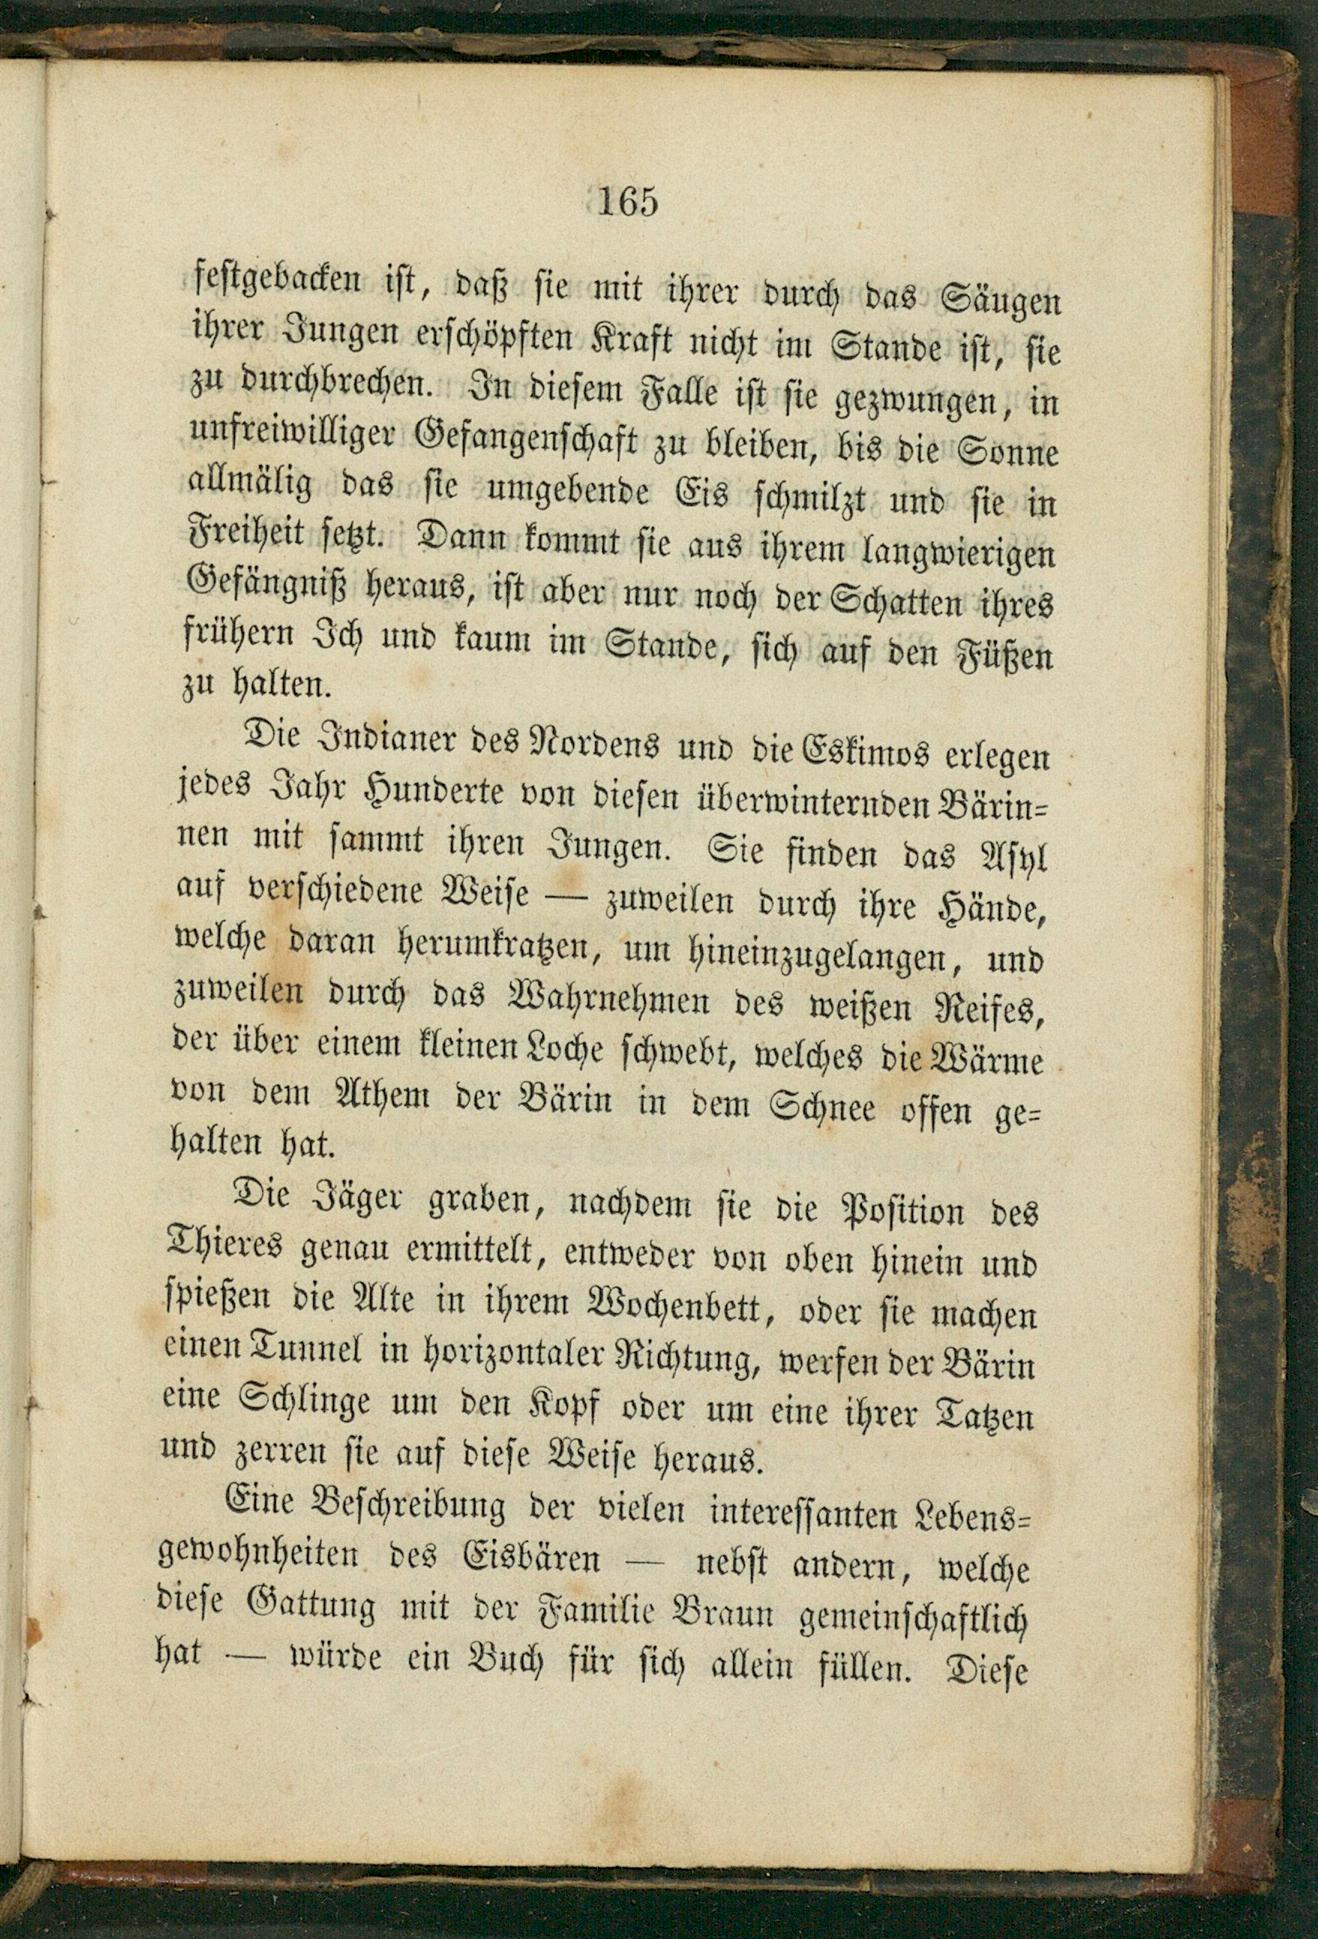 165
festgebacken ist, daß sie mit ihrer durch das Säugen
ihrer Jungen erschöpften Kraft nicht im Stande ist, sie
zu durchbrechen. In diesem Falle ist sie gezwungen, in
unfreiwilliger Gefangenschaft zu bleiben, bis die Sonne
allmälig das sie umgebende Eis schmilzt und sie in
Freiheit setzt. Dann kommt sie aus ihrem langwierigen
Gefängniß heraus, ist aber nur noch der Schatten ihres
frühern Ich und kaum im Stande, sich auf den Füßen
zu halten.
Die Indianer des Nordens und die Eskimos erlegen
jedes Jahr Hunderte von diesen überwinternden Bärin-
nen mit sammt ihren Jungen. Sie finden das Asyl
auf verschiedene Weise — zuweilen durch ihre Hände,
welche daran herumkratzen, um hineinzugelangen, und
zuweilen durch das Wahrnehmen des weißen Reifes,
der über einem kleinen Loche schwebt, welches die Wärme
von dem Athem der Bärin in dem Schnee offen ge-
halten hat.
Die Jäger graben, nachdem sie die Position des
Thieres genau ermittelt, entweder von oben hinein und
spießen die Alte in ihrem Wochenbett, oder sie machen
einen Tunnel in horizontaler Richtung, werfen der Bärin
eine Schlinge um den Kopf oder um eine ihrer Tatzen
und zerren sie auf diese Weise heraus.
Eine Beschreibung der vielen interessanten Lebens-
gewohnheiten des Eisbären — nebst andern, welche
diese Gattung mit der Familie Braun gemeinschaftlich
hat — würde ein Buch für sich allein füllen. Diese